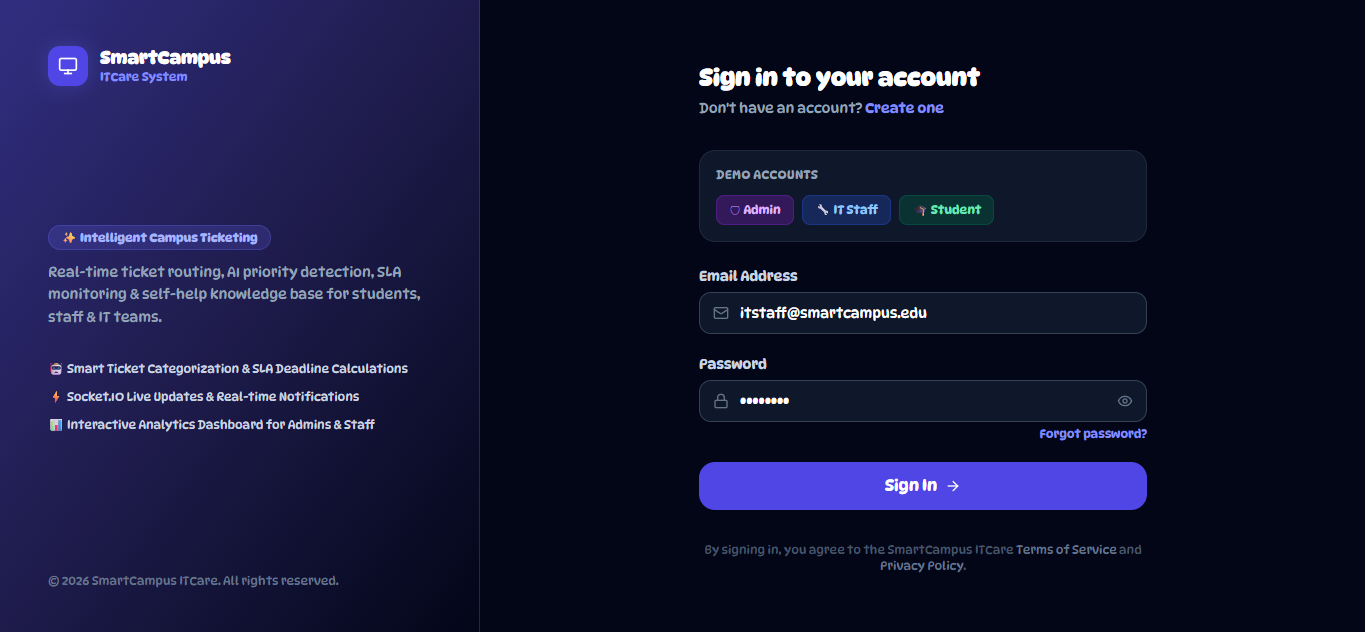 SmartCampus
ITCare System
✨ Intelligent Campus Ticketing
Real-time ticket routing, AI priority detection, SLA
monitoring & self-help knowledge base for students,
staff & IT teams.
Smart Ticket Categorization & SLA Deadline Calculations
⚡ Socket.IO Live Updates & Real-time Notifications
📊 Interactive Analytics Dashboard for Admins & Staff
© 2026 SmartCampus ITCare. All rights reserved.
Sign in to your account
Don't have an account? Create one
DEMO ACCOUNTS
Admin
IT Staff
Student
Email Address
itstaff@smartcampus.edu
Password
••••••••
Forgot password?
Sign In →
By signing in, you agree to the SmartCampus ITCare Terms of Service and
Privacy Policy.